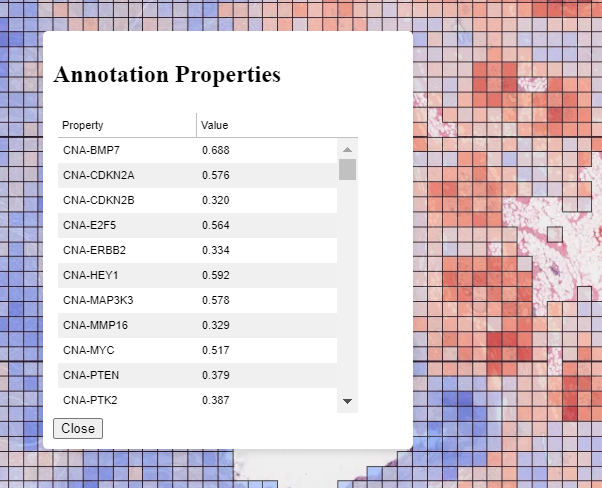 Annotation Properties
Property Value
CNA-BMP7 0.688
CNA-CDKN2A 0.576
CNA-CDKN2B 0.320
CNA-E2F5 0.564
CNA-ERBB2 0.334
CNA-HEY1 0.592
CNA-MAP3K3 0.578
CNA-MMP16 0.329
CNA-MYC 0.517
CNA-PTEN 0.379
CNA-PTK2 0.387
Close